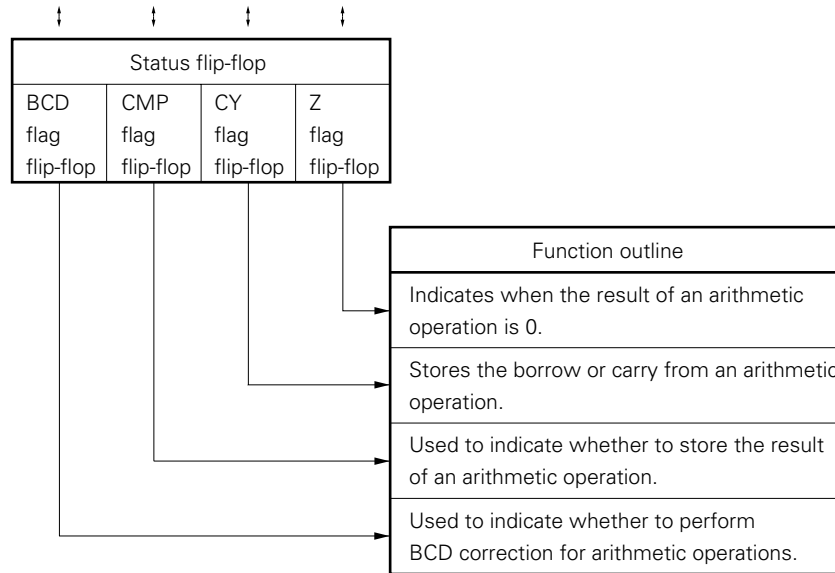 Status flip-flop
BCD
flag
flip-flop
CMP
flag
flip-flop
CY
flag
flip-flop
Z
flag
flip-flop
Function outline
Indicates when the result of an arithmetic
operation is 0.
Stores the borrow or carry from an arithmetic
operation.
Used to indicate whether to store the result
of an arithmetic operation.
Used to indicate whether to perform
BCD correction for arithmetic operations.